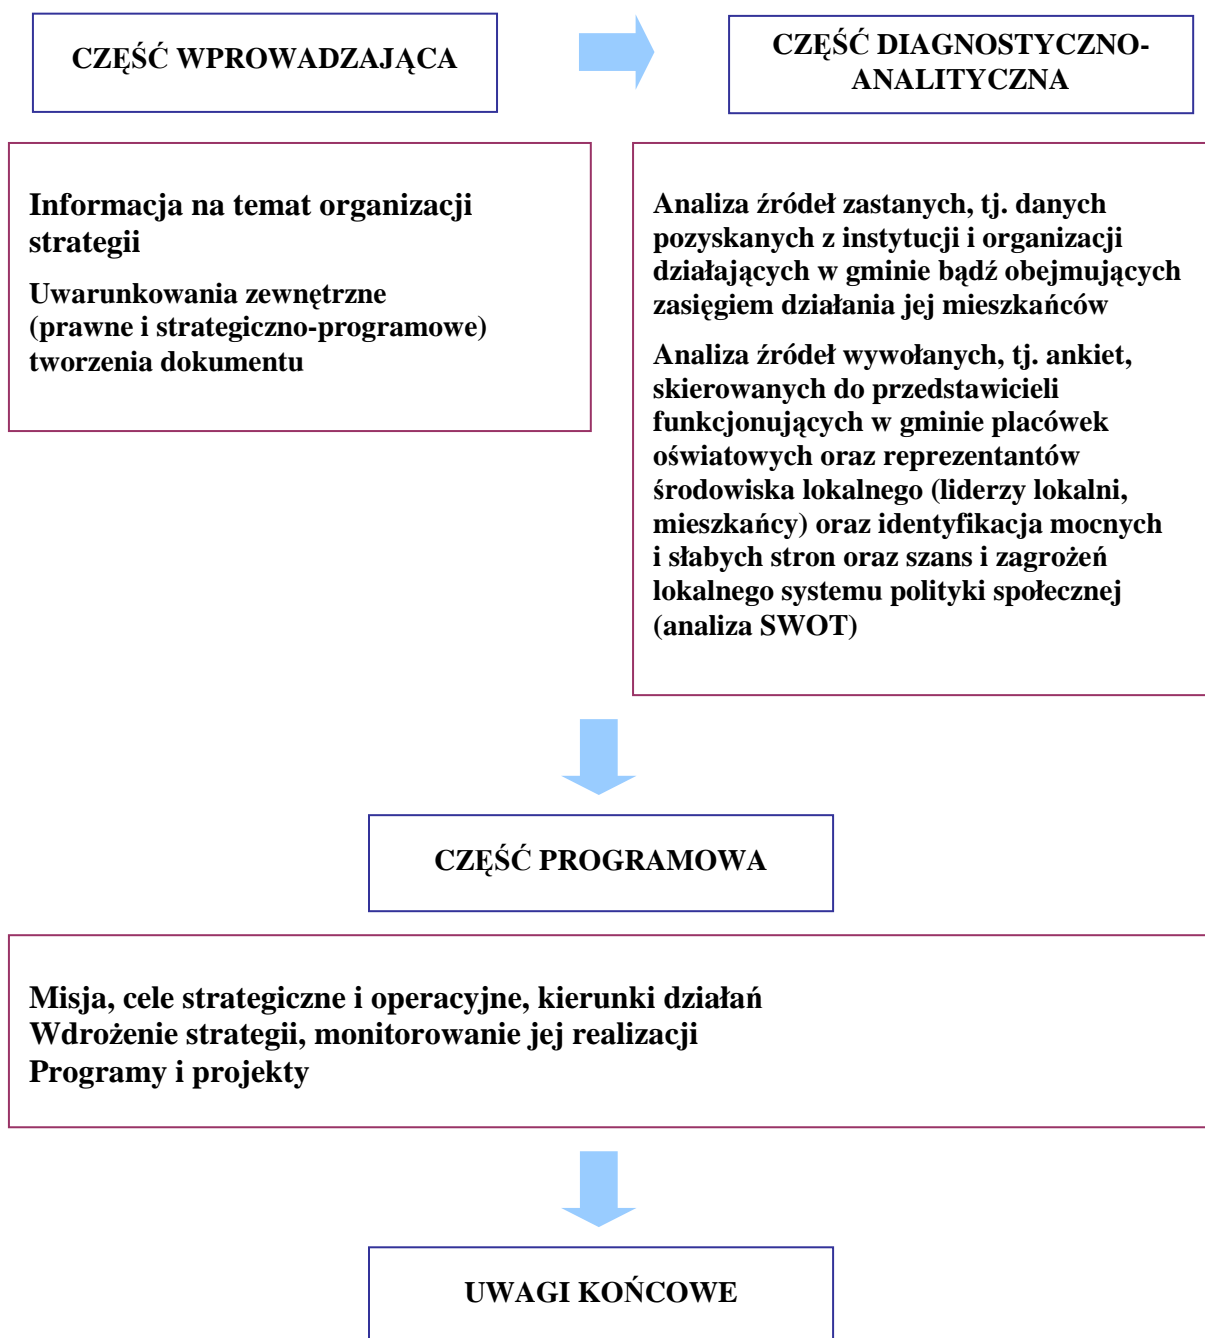 CZĘŚĆ WPROWADZAJĄCA
CZĘŚĆ DIAGNOSTYCZNO-
ANALITYCZNA
Informacja na temat organizacji
strategii
Uwarunkowania zewnętrzne
(prawne i strategiczno-programowe)
tworzenia dokumentu
Analiza źródeł zastanych, tj. danych
pozyskanych z instytucji i organizacji
działających w gminie bądź obejmujących
zasięgiem działania jej mieszkańców
Analiza źródeł wywołanych, tj. ankiet,
skierowanych do przedstawicieli
funkcjonujących w gminie placówek
oświatowych oraz reprezentantów
środowiska lokalnego (liderzy lokalni,
mieszkańcy) oraz identyfikacja mocnych
i słabych stron oraz szans i zagrożeń
lokalnego systemu polityki społecznej
(analiza SWOT)
CZĘŚĆ PROGRAMOWA
Misja, cele strategiczne i operacyjne, kierunki działań
Wdrożenie strategii, monitorowanie jej realizacji
Programy i projekty
UWAGI KOŃCOWE